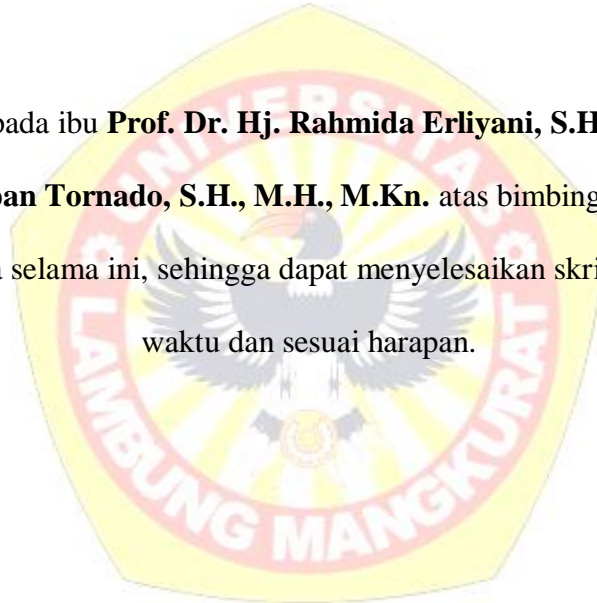 pada ibu Prof. Dr. Hj. Rahmida Erliyani, S.H
pan Tornado, S.H., M.H., M.Kn. atas bimbing
a selama ini, sehingga dapat menyelesaikan skri
waktu dan sesuai harapan.
UNIVERSITAS
LAMBUNG MANGKURAT